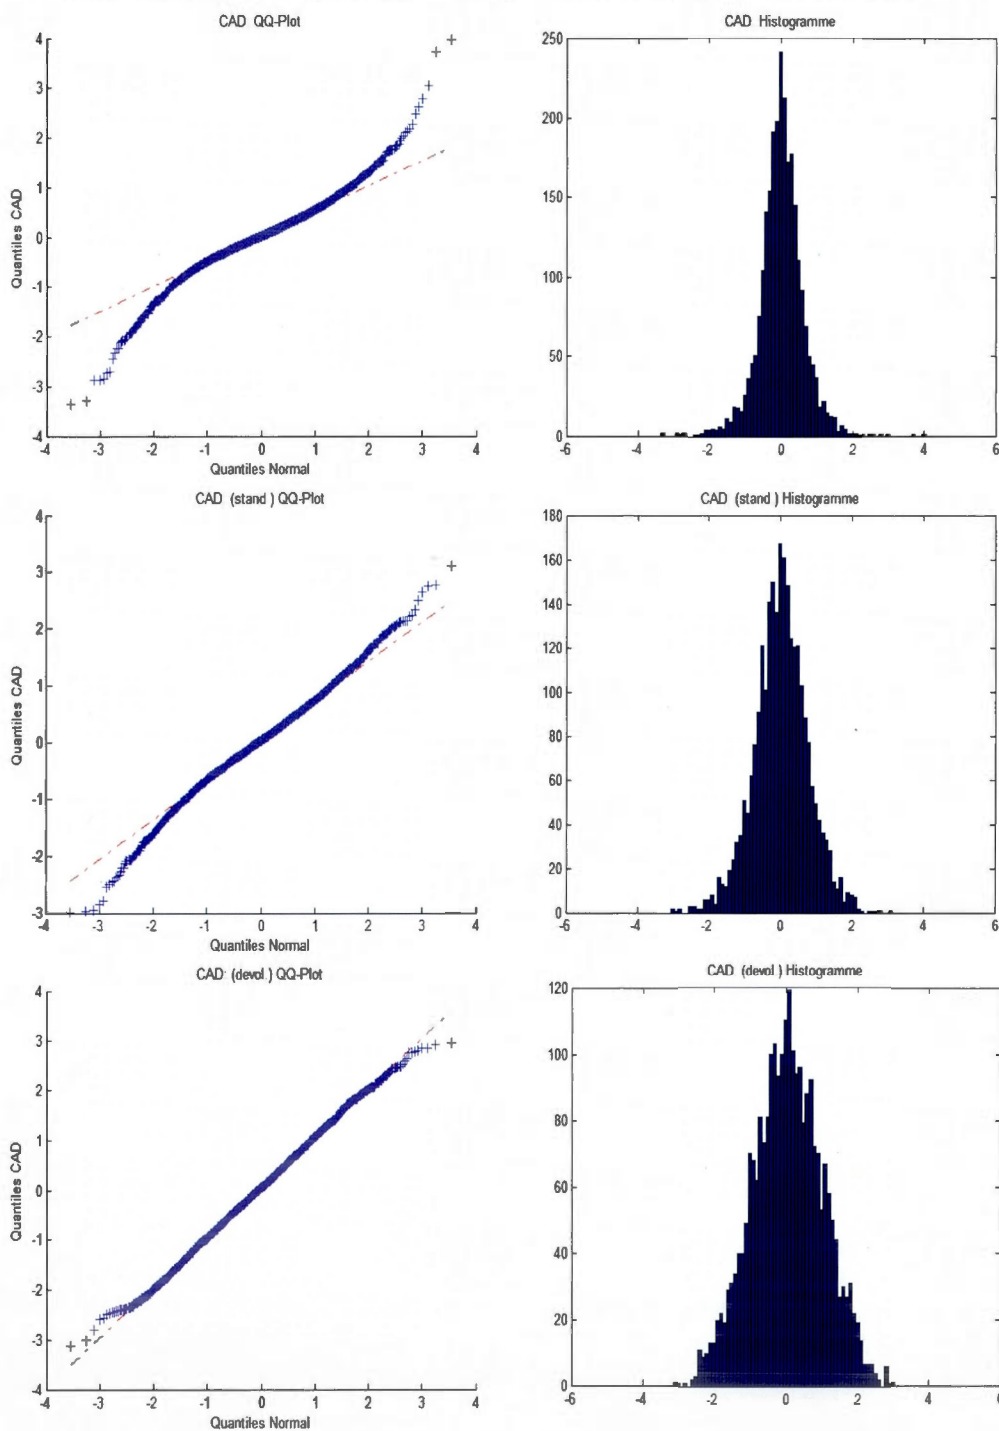 CAD QQ-Plot
4
3
2
1
0
-1
-2
-3
-4
-4 -3 -2 -1 0 1 2 3 4
Quantiles CAD
Quantiles Normal
CAD Histogramme
250
200
150
100
50
0
-6 -4 -2 0 2 4 6
CAD (stand ) QQ-Plot
4
3
2
1
0
-1
-2
-3
-4 -3 -2 -1 0 1 2 3 4
Quantiles CAD
Quantiles Normal
CAD (stand ) Histogramme
180
160
140
120
100
80
60
40
20
0
-6 -4 -2 0 2 4 6
CAD (devol.) QQ-Plot
4
3
2
1
0
-1
-2
-3
-4
-4 -3 -2 -1 0 1 2 3 4
Quantiles CAD
Quantiles Normal
CAD (devol.) Histogramme
120
100
80
60
40
20
0
-6 -4 -2 0 2 4 6